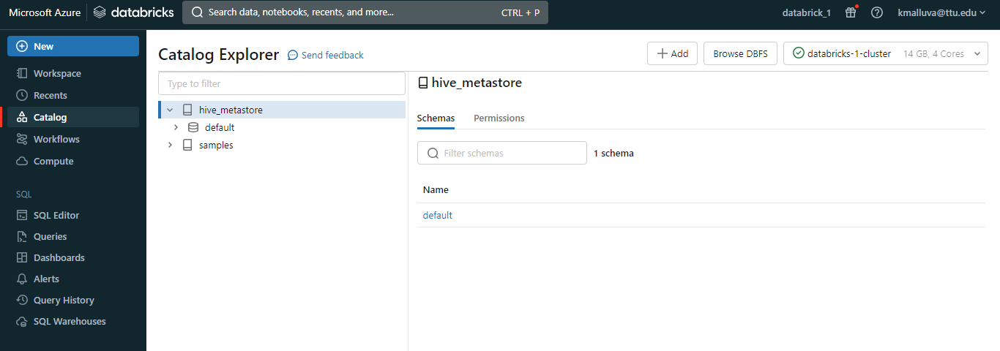 Microsoft Azure databricks Search data, notebooks, recents, and more... CTRL + P databrick_1 kmalluva@ttu.edu
New
Workspace
Recents
Catalog
Workflows
Compute
SQL
SQL Editor
Queries
Dashboards
Alerts
Query History
SQL Warehouses
Catalog Explorer Send feedback Add Browse DBFS databricks-1-cluster 14 GB, 4 Cores
Type to filter
hive_metastore
default
samples
hive_metastore
Schemas Permissions
Filter schemas 1 schema
Name
default